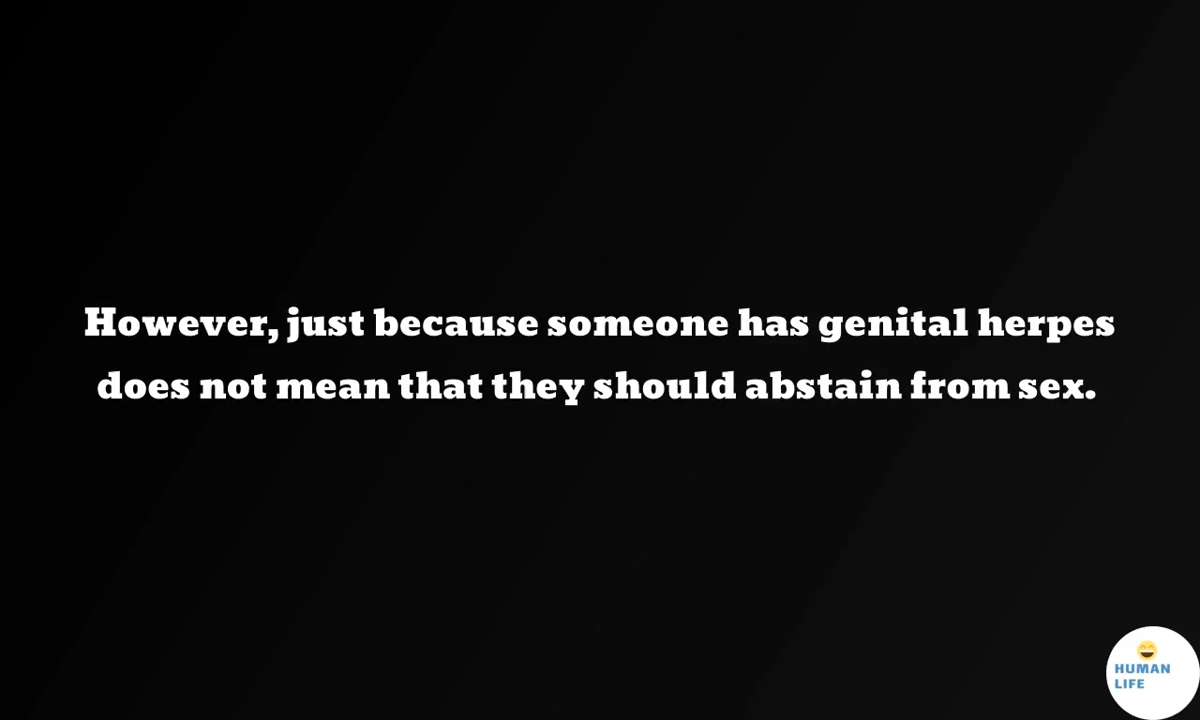 However, just because someone has genital herpes
does not mean that they should abstain from sex.
HUMAN
LIFE